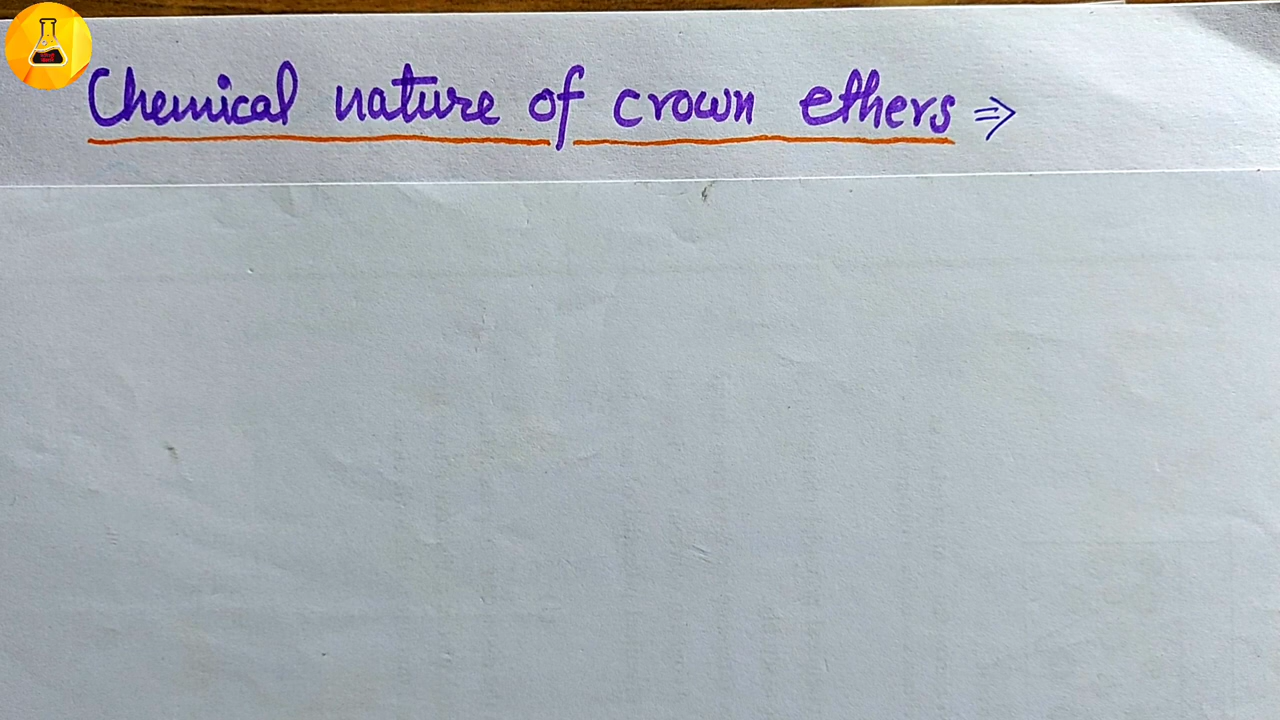 Chemical nature of crown ethers ⇒